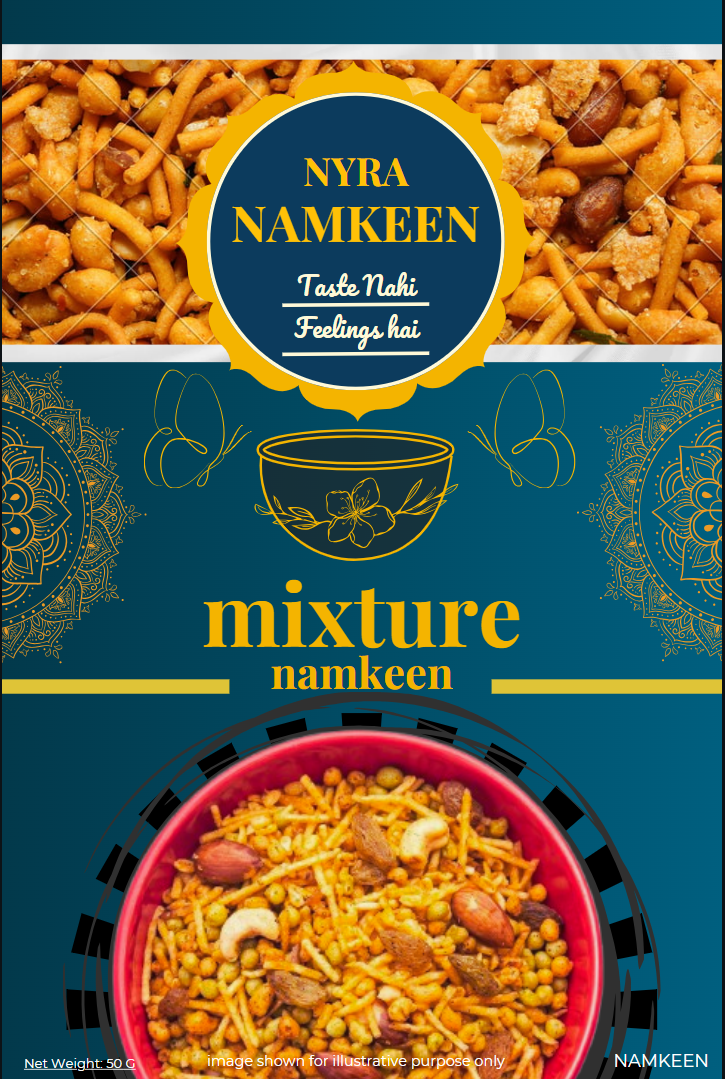 NYRA
NAMKEEN
Taste Nahi
Feelings hai
mixture
namkeen
Net Weight: 50 G
image shown for illustrative purpose only
NAMKEEN